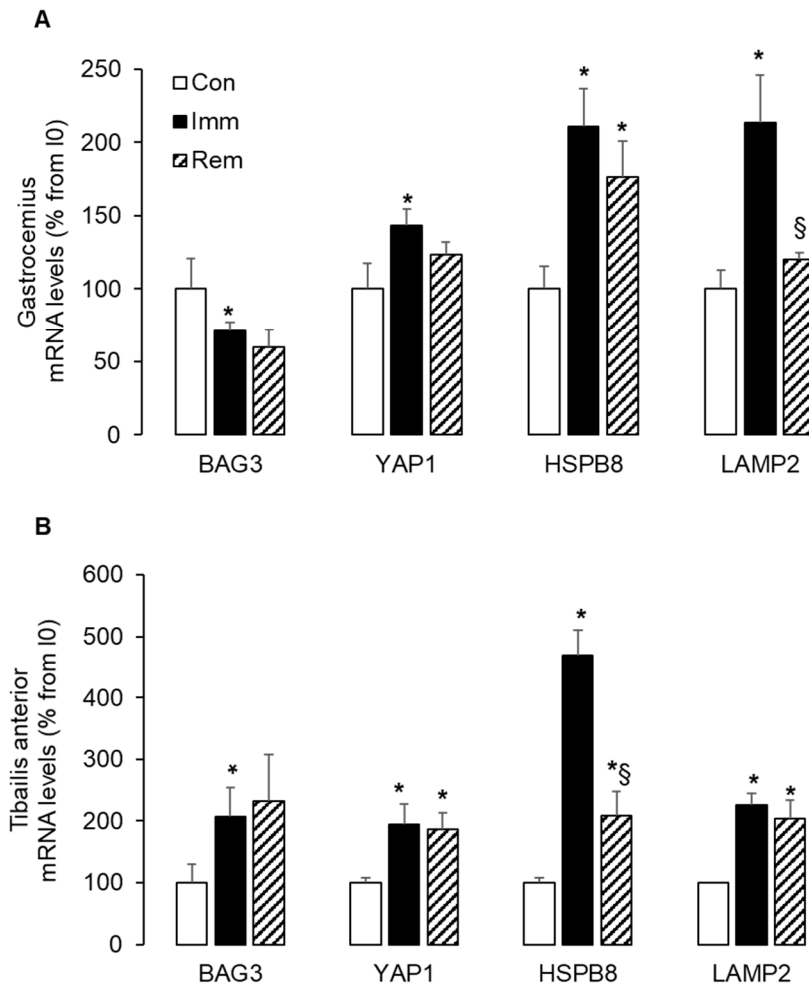 A
Gastrocemius
mRNA levels (% from I0)
250
200
150
100
50
0
Con
Imm
Rem
*
*
*
*
*
§
BAG3
YAP1
HSPB8
LAMP2
B
Tibailis anterior
mRNA levels (% from I0)
600
500
400
300
200
100
0
*
*
*
*
*§
*
*
BAG3
YAP1
HSPB8
LAMP2